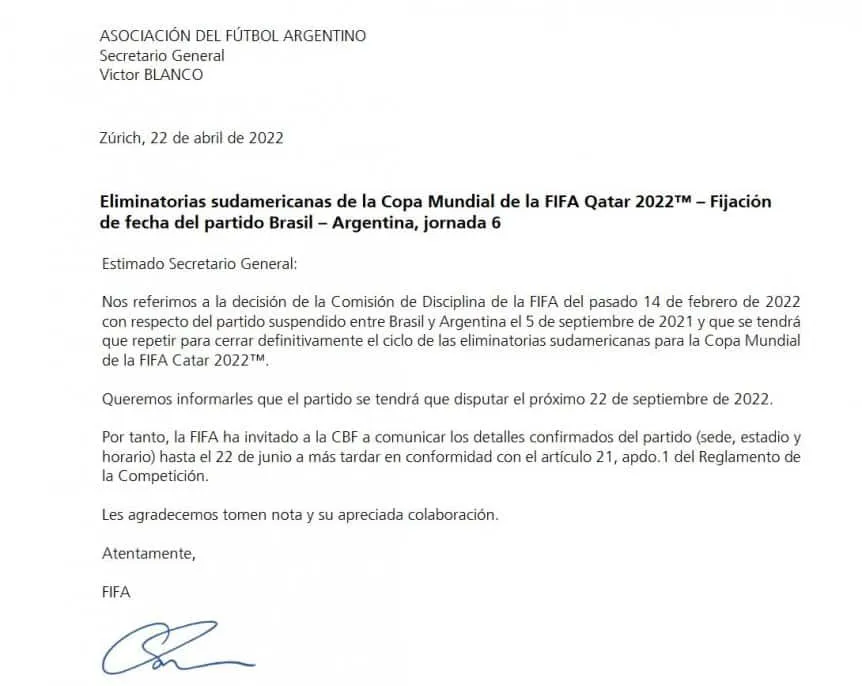 ASOCIACIÓN DEL FÚTBOL ARGENTINO
Secretario General
Victor BLANCO
Zúrich, 22 de abril de 2022
Eliminatorias sudamericanas de la Copa Mundial de la FIFA Qatar 2022™ – Fijación
de fecha del partido Brasil – Argentina, jornada 6
Estimado Secretario General:
Nos referimos a la decisión de la Comisión de Disciplina de la FIFA del pasado 14 de febrero de 2022
con respecto del partido suspendido entre Brasil y Argentina el 5 de septiembre de 2021 y que se tendrá
que repetir para cerrar definitivamente el ciclo de las eliminatorias sudamericanas para la Copa Mundial
de la FIFA Catar 2022™.
Queremos informarles que el partido se tendrá que disputar el próximo 22 de septiembre de 2022.
Por tanto, la FIFA ha invitado a la CBF a comunicar los detalles confirmados del partido (sede, estadio y
horario) hasta el 22 de junio a más tardar en conformidad con el artículo 21, apdo.1 del Reglamento de
la Competición.
Les agradecemos tomen nota y su apreciada colaboración.
Atentamente,
FIFA